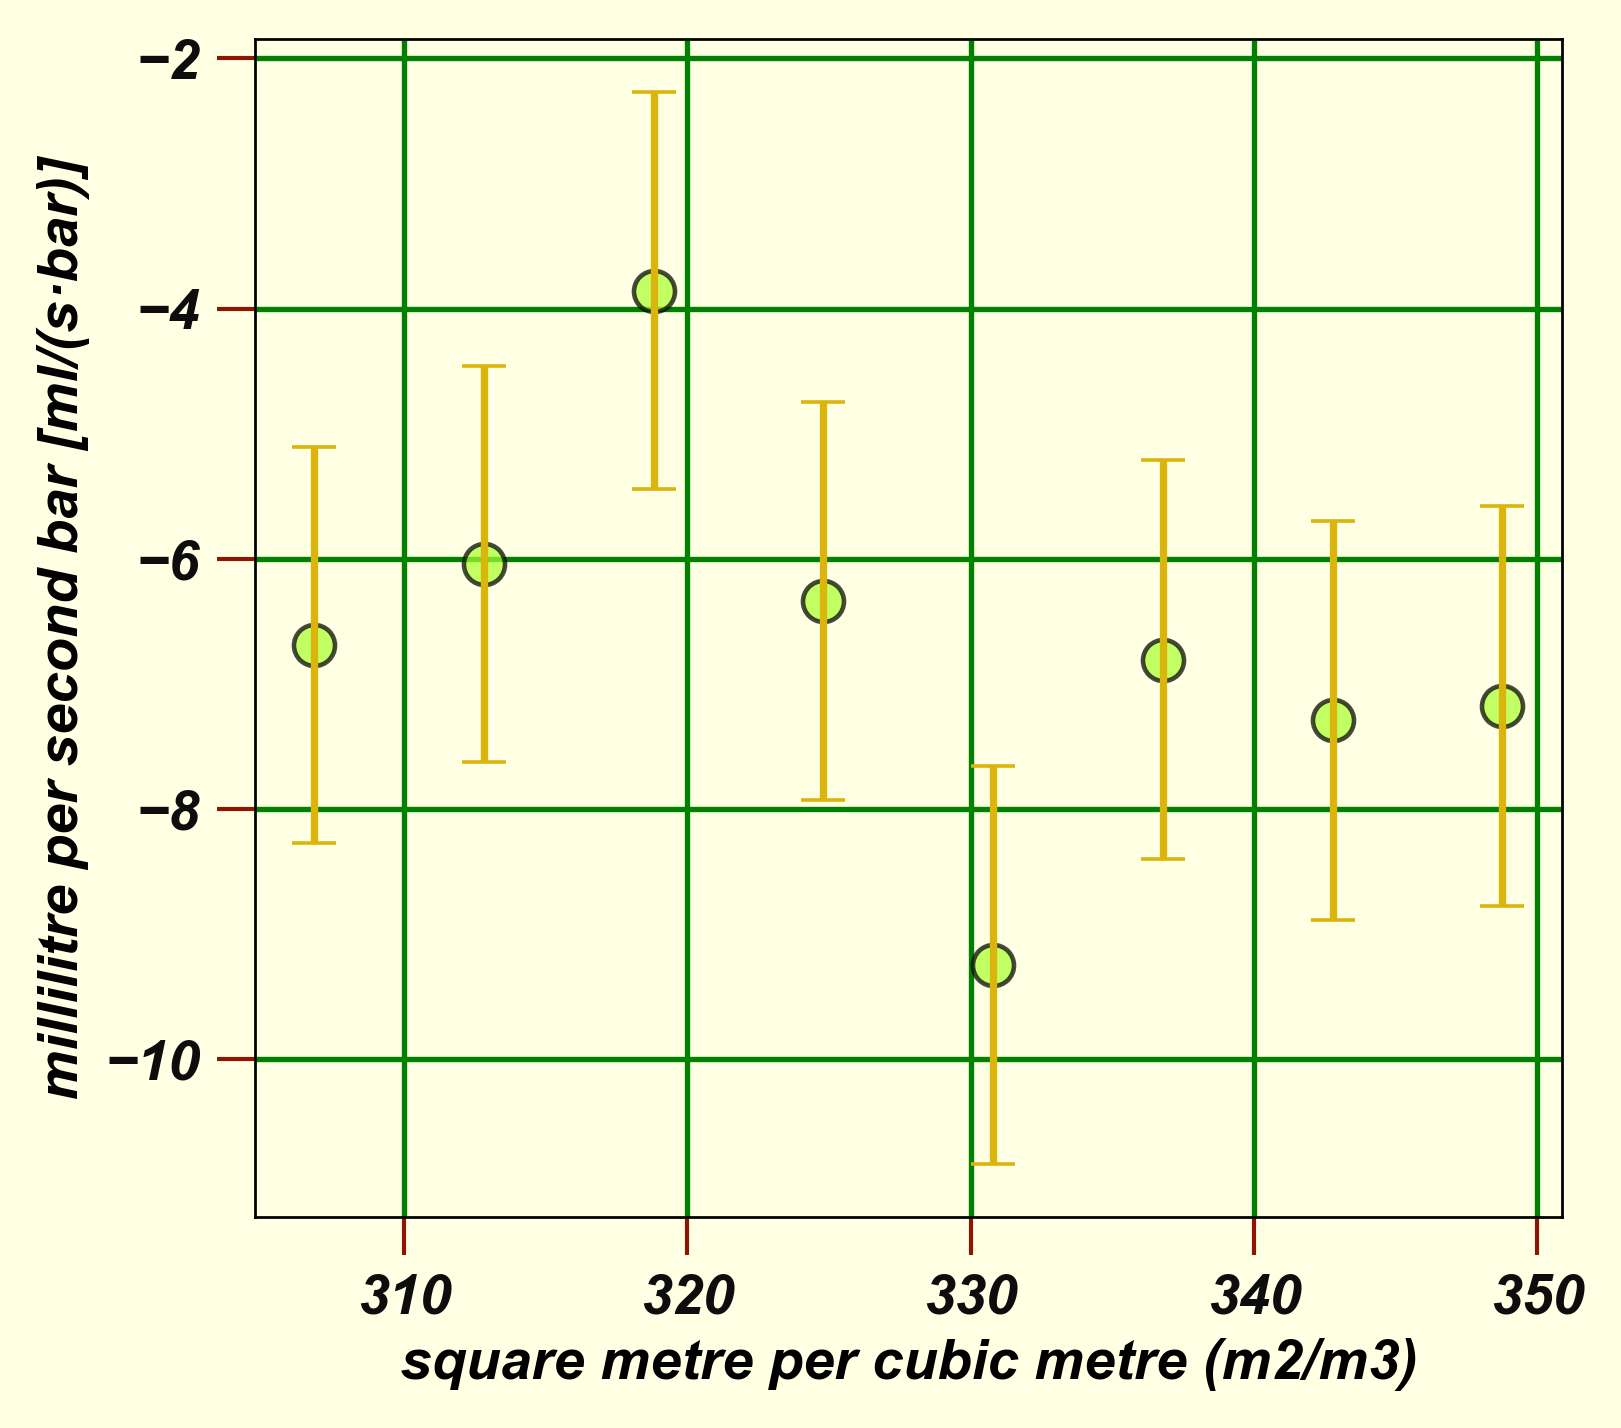 −2
−4
−6
−8
−10
millilitre per second bar [ml/(s·bar)]
310 320 330 340 350
square metre per cubic metre (m2/m3)